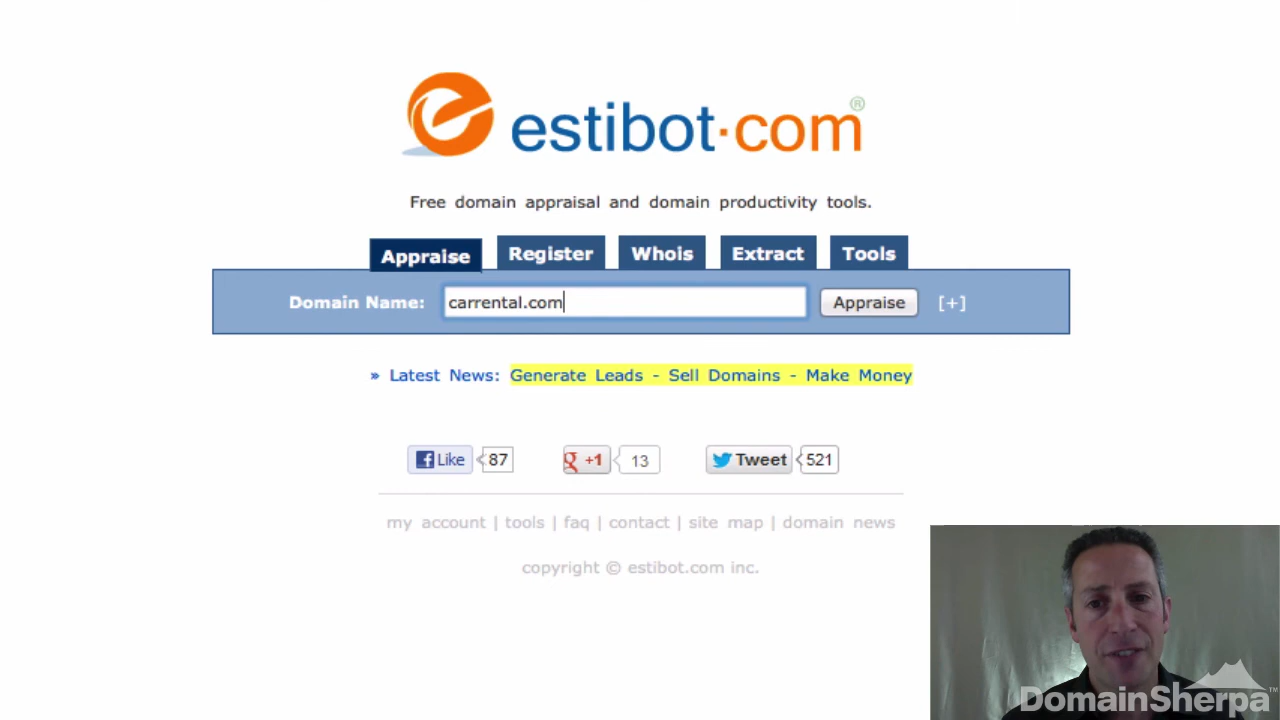 estibot.com®
Free domain appraisal and domain productivity tools.
Appraise Register Whois Extract Tools
Domain Name: carrental.com Appraise [+]
» Latest News: Generate Leads - Sell Domains - Make Money
Like 87 +1 13 Tweet 521
my account | tools | faq | contact | site map | domain news
copyright © estibot.com inc.
DomainSherpa™